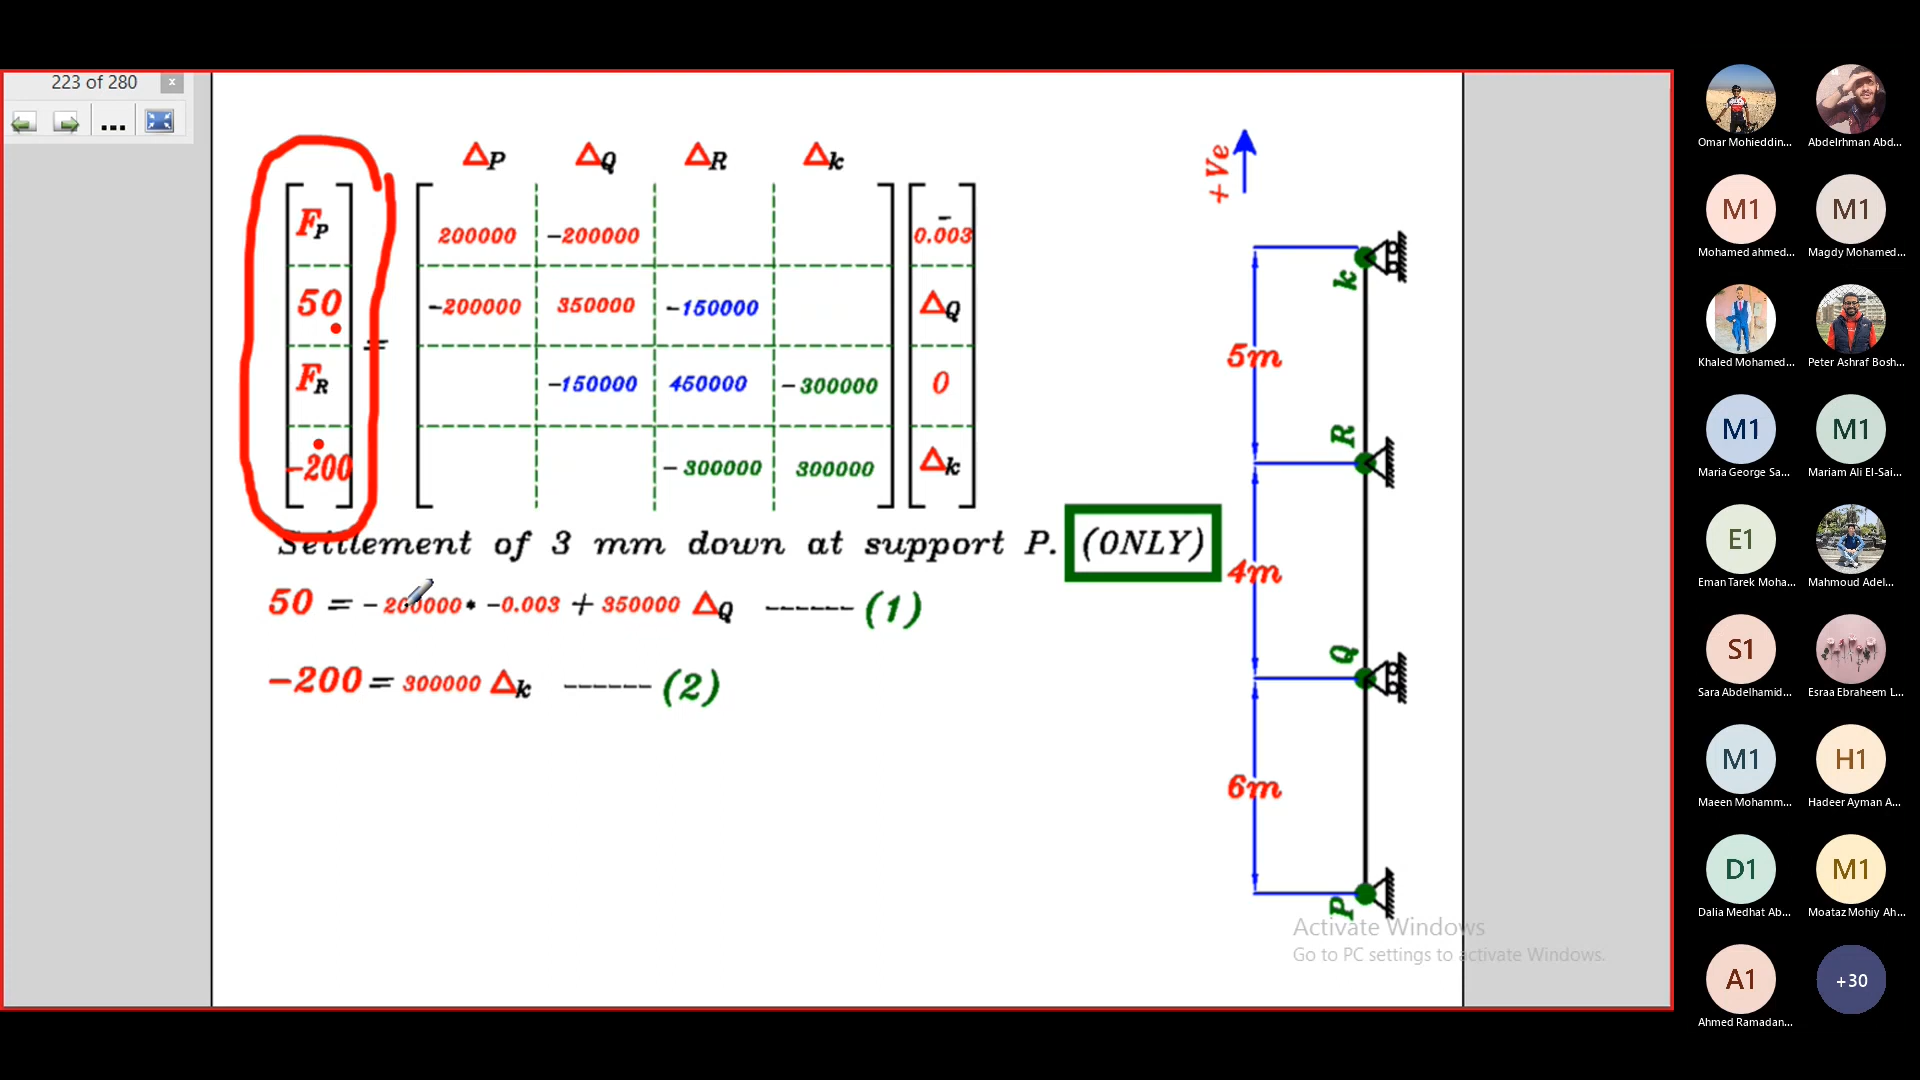 223 of 280
x
...
ΔP ΔQ ΔR Δk
FP 200000 -200000 -0.003
50 = -200000 350000 -150000 ΔQ
FR -150000 450000 -300000 0
-200 -300000 300000 Δk
Settlement of 3 mm down at support P. (ONLY)
50 = -200000* -0.003 + 350000 ΔQ ------ (1)
-200 = 300000 Δk ------ (2)
+Ve
k
5m
R
4m
Q
6m
P
Activate Windows
Go to PC settings to activate Windows.
Omar Mohieddin... Abdelrhman Abd...
M1 M1
Mohamed ahmed... Magdy Mohamed...
Khaled Mohamed... Peter Ashraf Bosh...
M1 M1
Maria George Sa... Mariam Ali El-Sai...
E1
Eman Tarek Moha... Mahmoud Adel...
S1
Sara Abdelhamid... Esraa Ebraheem L...
M1 H1
Maeen Mohamm... Hadeer Ayman A...
D1 M1
Dalia Medhat Ab... Moataz Mohiy Ah...
A1 +30
Ahmed Ramadan...